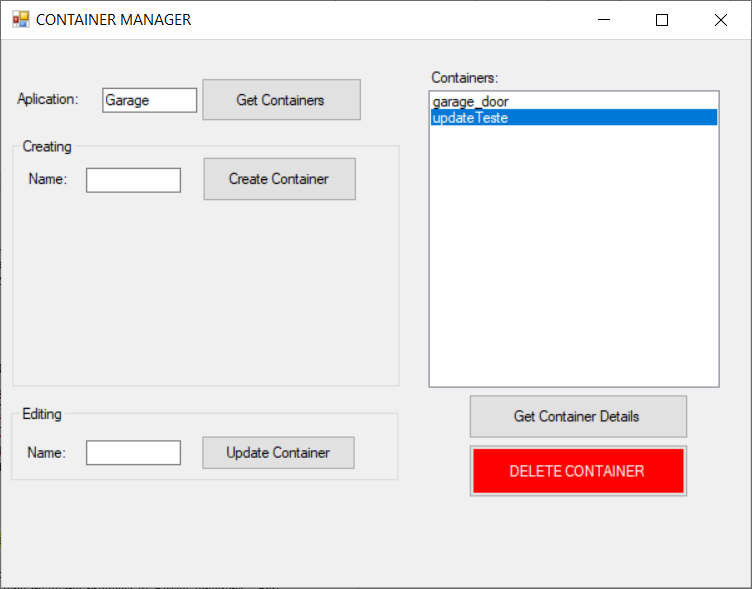 CONTAINER MANAGER
Aplication:
Garage
Get Containers
Creating
Name:
Create Container
Editing
Name:
Update Container
Containers:
garage_door
updateTeste
Get Container Details
DELETE CONTAINER